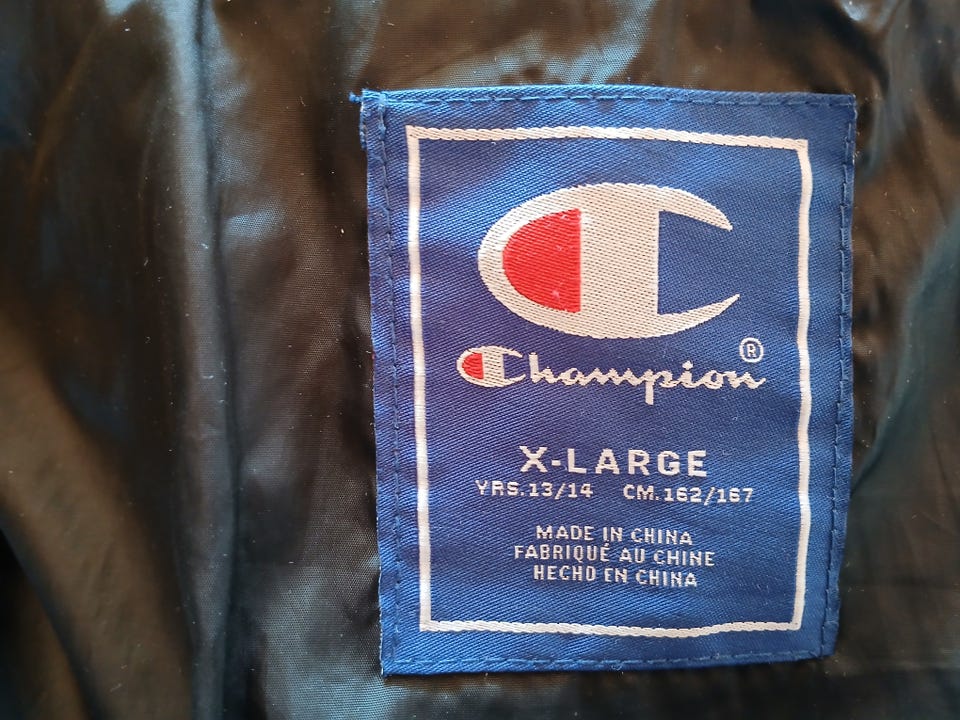 Champion®
X-LARGE
YRS.13/14 CM.162/167
MADE IN CHINA
FABRIQUÉ AU CHINE
HECHO EN CHINA